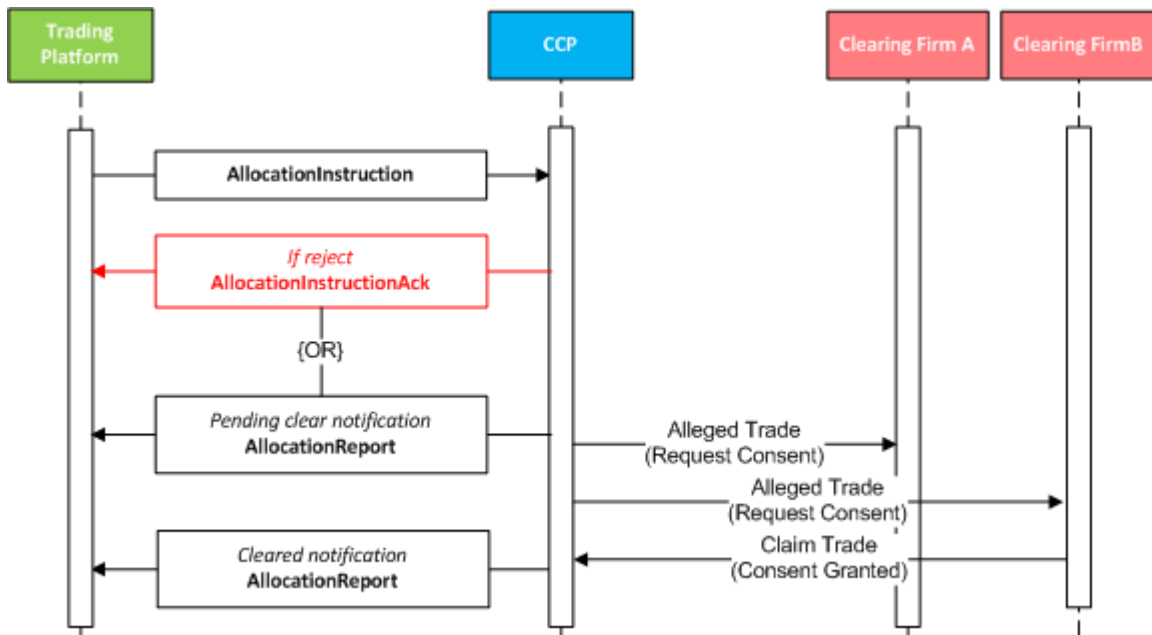 Trading
Platform
CCP
Clearing Firm A
Clearing FirmB
AllocationInstruction
If reject
AllocationInstructionAck
{OR}
Pending clear notification
AllocationReport
Alleged Trade
(Request Consent)
Alleged Trade
(Request Consent)
Claim Trade
(Consent Granted)
Cleared notification
AllocationReport